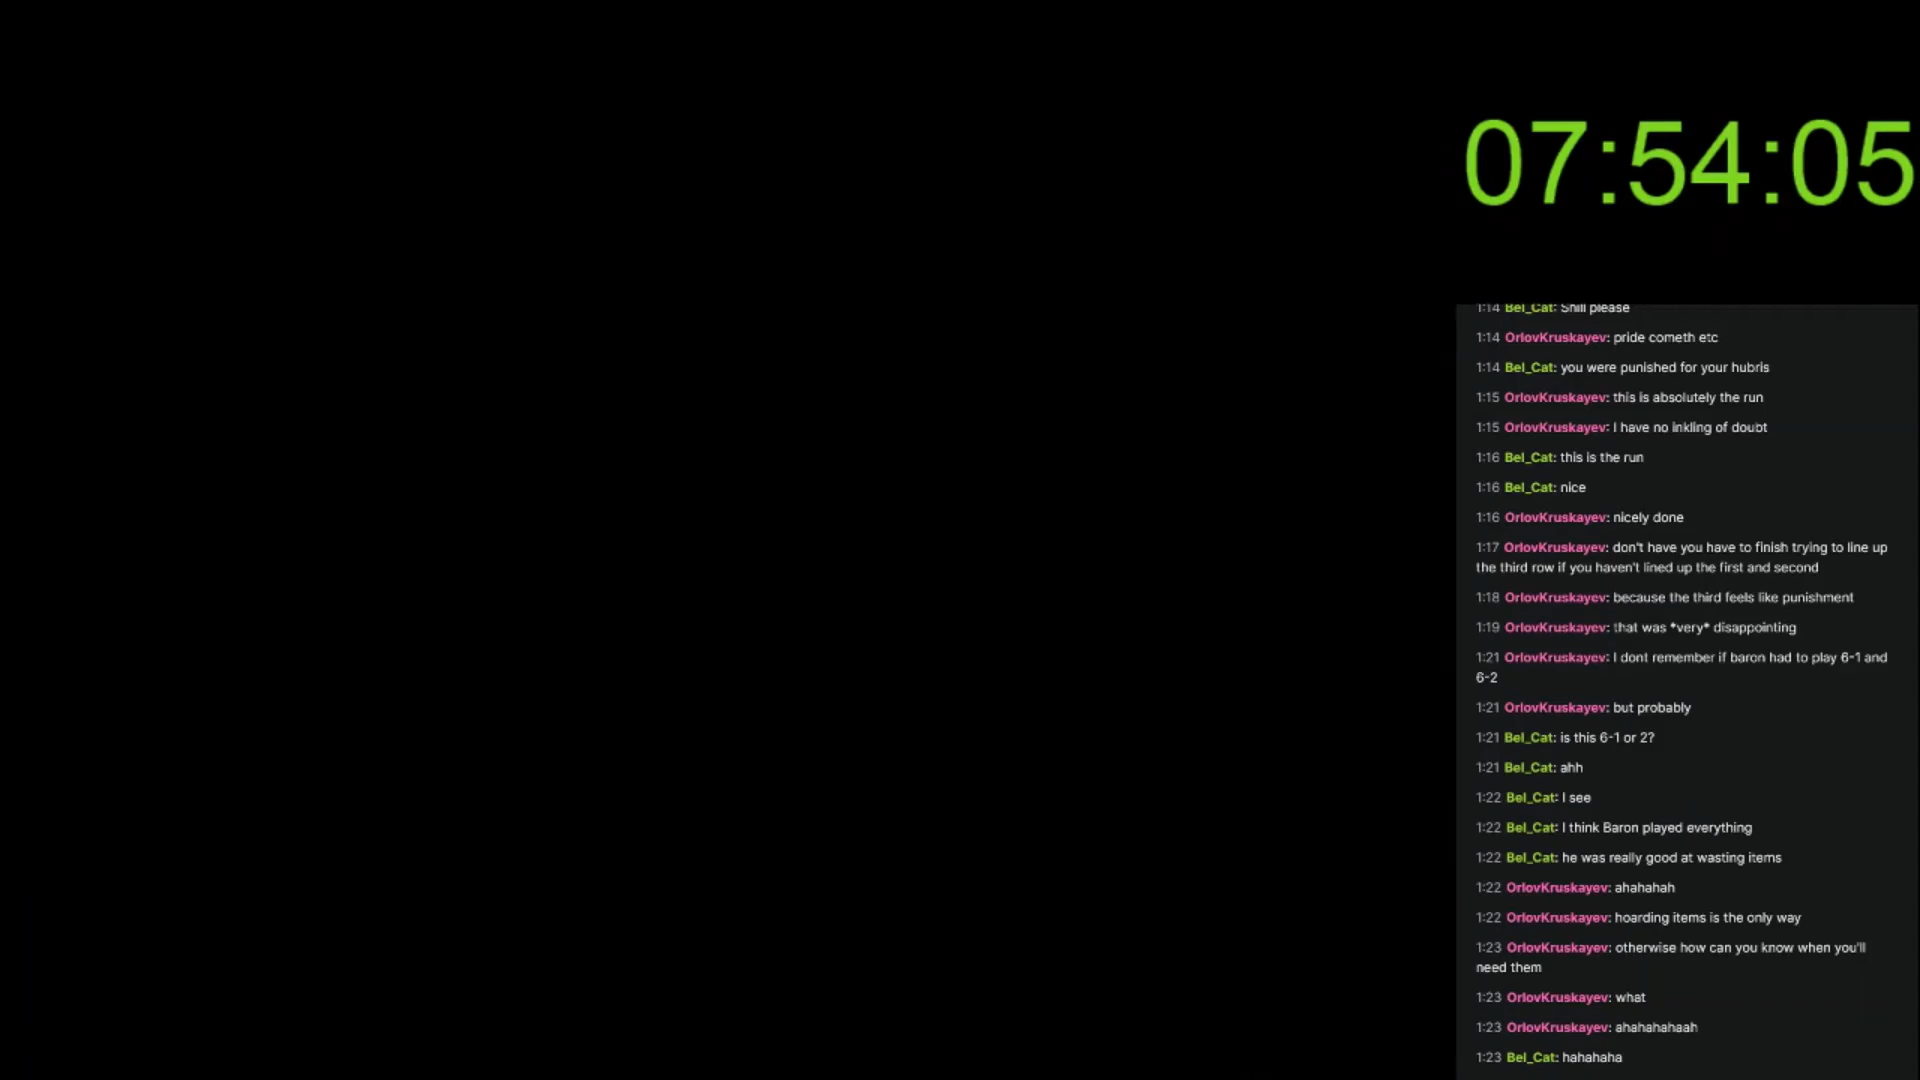 07:54:05
1:14 Bel_Cat: Shill please
1:14 OrlovKruskayev: pride cometh etc
1:14 Bel_Cat: you were punished for your hubris
1:15 OrlovKruskayev: this is absolutely the run
1:15 OrlovKruskayev: I have no inkling of doubt
1:16 Bel_Cat: this is the run
1:16 Bel_Cat: nice
1:16 OrlovKruskayev: nicely done
1:17 OrlovKruskayev: don't have you have to finish trying to line up
the third row if you haven't lined up the first and second
1:18 OrlovKruskayev: because the third feels like punishment
1:19 OrlovKruskayev: that was *very* disappointing
1:21 OrlovKruskayev: I dont remember if baron had to play 6-1 and
6-2
1:21 OrlovKruskayev: but probably
1:21 Bel_Cat: is this 6-1 or 2?
1:21 Bel_Cat: ahh
1:22 Bel_Cat: I see
1:22 Bel_Cat: I think Baron played everything
1:22 Bel_Cat: he was really good at wasting items
1:22 OrlovKruskayev: ahahahah
1:22 OrlovKruskayev: hoarding items is the only way
1:23 OrlovKruskayev: otherwise how can you know when you'll
need them
1:23 OrlovKruskayev: what
1:23 OrlovKruskayev: ahahahahaah
1:23 Bel_Cat: hahahaha